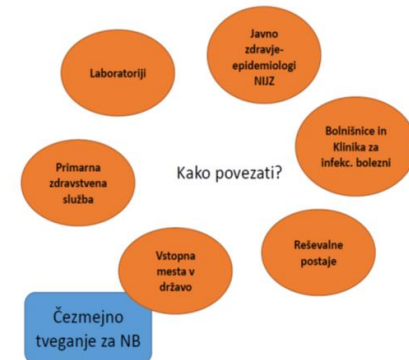 Javno
zdravje-
epidemiologi
NIJZ
Laboratoriji
Bolnišnice in
Klinika za
infekc. bolezni
Primarna
zdravstvena
služba
Kako povezati?
Vstopna
mesta v
državo
Reševalne
postaje
Čezmejno
tveganje za NB